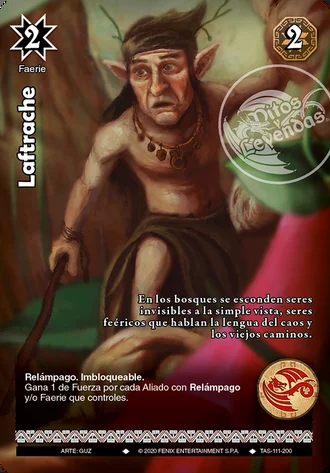 2
2
Faerie
Laftrache
Mitos
Leyendas
En los bosques se esconden seres
invisibles a la simple vista, seres
feéricos que hablan la lengua del caos y
los viejos caminos.
Relámpago. Imbloqueable.
Gana 1 de Fuerza por cada Aliado con Relámpago
y/o Faerie que controles.
ARTE: GUZ ◆ © 2020 FENIX ENTERTAINMENT S.P.A. ◆ TAS-111-200